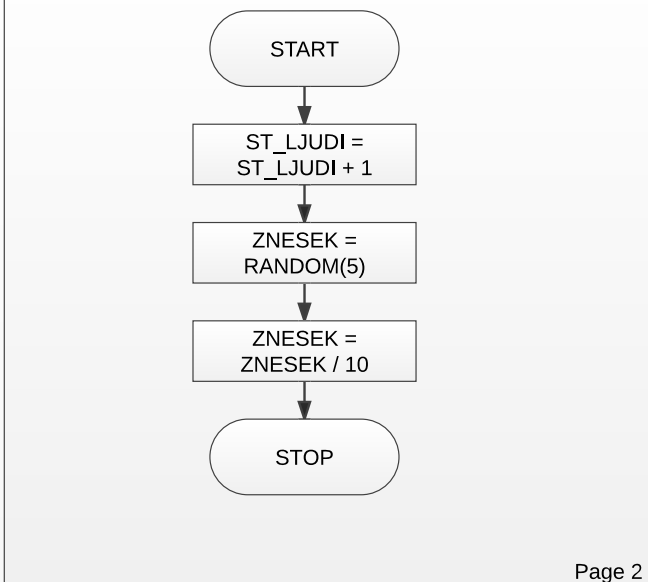 START
ST_LJUDI =
ST_LJUDI + 1
ZNESEK =
RANDOM(5)
ZNESEK =
ZNESEK / 10
STOP
Page 2